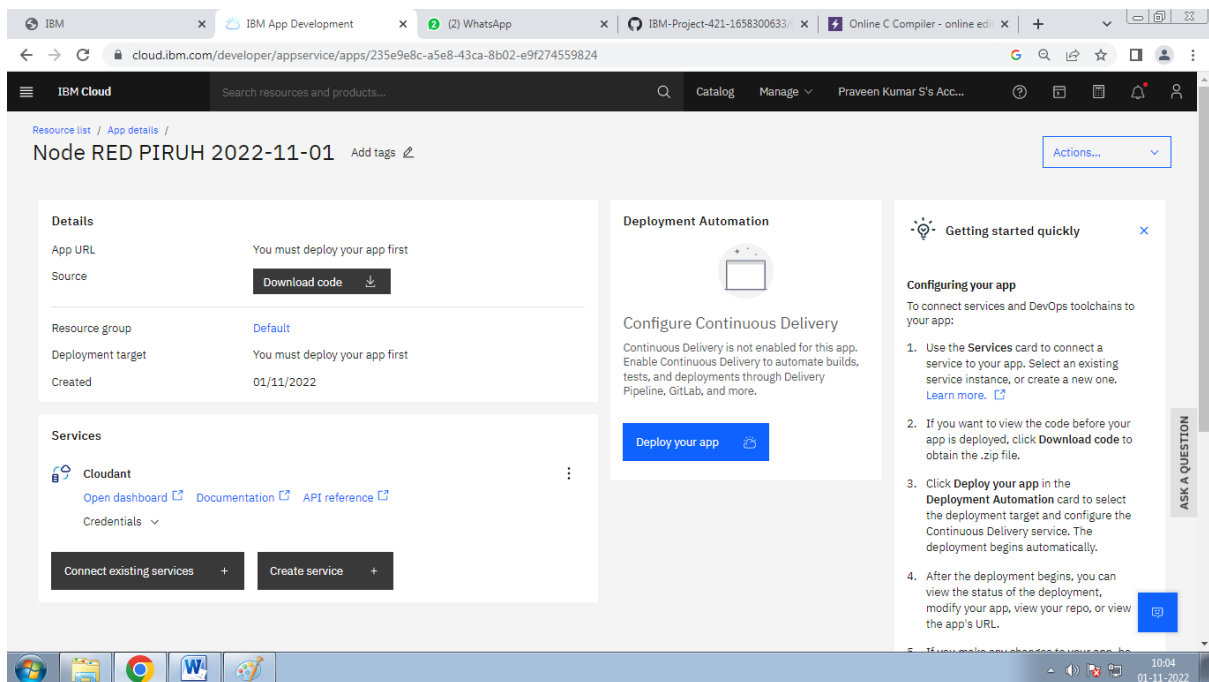 IBM
IBM App Development
(2) WhatsApp
IBM-Project-421-1658300633/
Online C Compiler - online edi
cloud.ibm.com/developer/appservice/apps/235e9e8c-a5e8-43ca-8b02-e9f274559824
IBM Cloud
Search resources and products...
Catalog
Manage
Praveen Kumar S's Acc...
Resource list / App details /
Node RED PIRUH 2022-11-01
Add tags
Actions...
Details
App URL
You must deploy your app first
Source
Download code
Resource group
Default
Deployment target
You must deploy your app first
Created
01/11/2022
Services
Cloudant
Open dashboard
Documentation
API reference
Credentials
Connect existing services +
Create service +
Deployment Automation
Configure Continuous Delivery
Continuous Delivery is not enabled for this app.
Enable Continuous Delivery to automate builds,
tests, and deployments through Delivery
Pipeline, GitLab, and more.
Deploy your app
Getting started quickly
Configuring your app
To connect services and DevOps toolchains to
your app:
1. Use the Services card to connect a
service to your app. Select an existing
service instance, or create a new one.
Learn more.
2. If you want to view the code before your
app is deployed, click Download code to
obtain the .zip file.
3. Click Deploy your app in the
Deployment Automation card to select
the deployment target and configure the
Continuous Delivery service. The
deployment begins automatically.
4. After the deployment begins, you can
view the status of the deployment,
modify your app, view your repo, or view
the app's URL.
5. If you make any changes to your app, be
ASK A QUESTION
10:04
01-11-2022